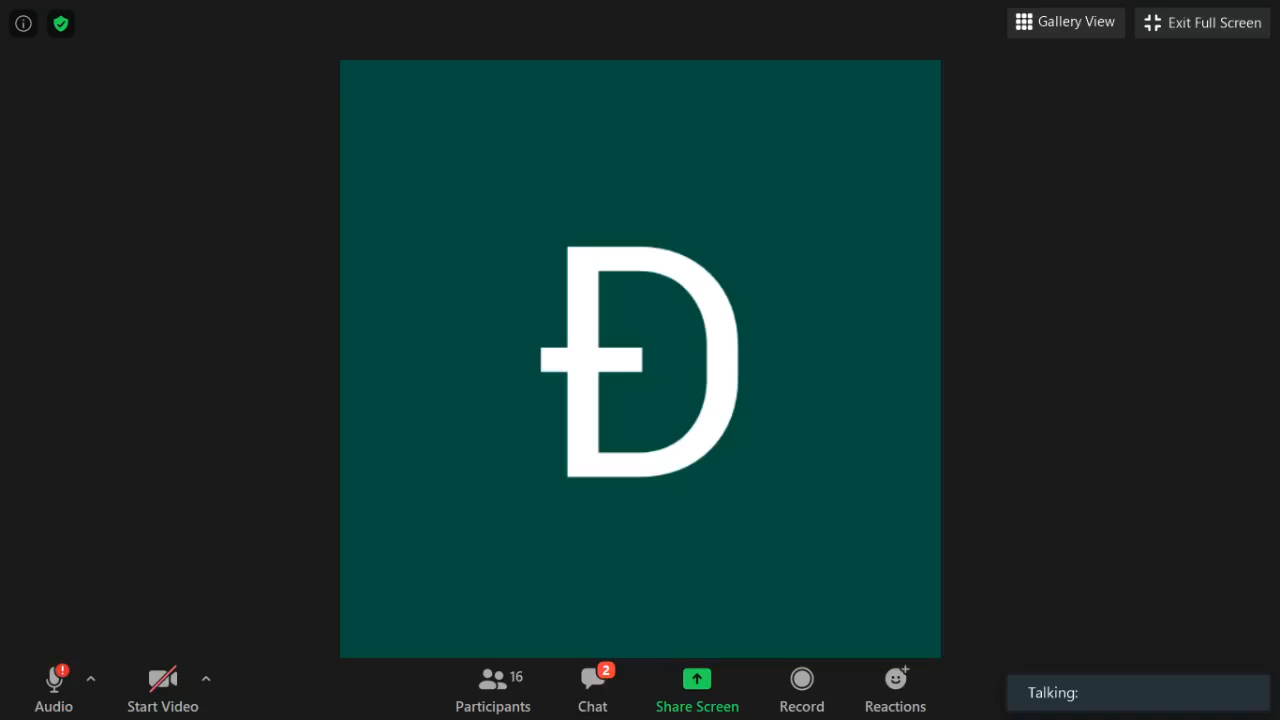 Gallery View
Exit Full Screen
Đ
Audio
Start Video
16
Participants
2
Chat
Share Screen
Record
Reactions
Talking: